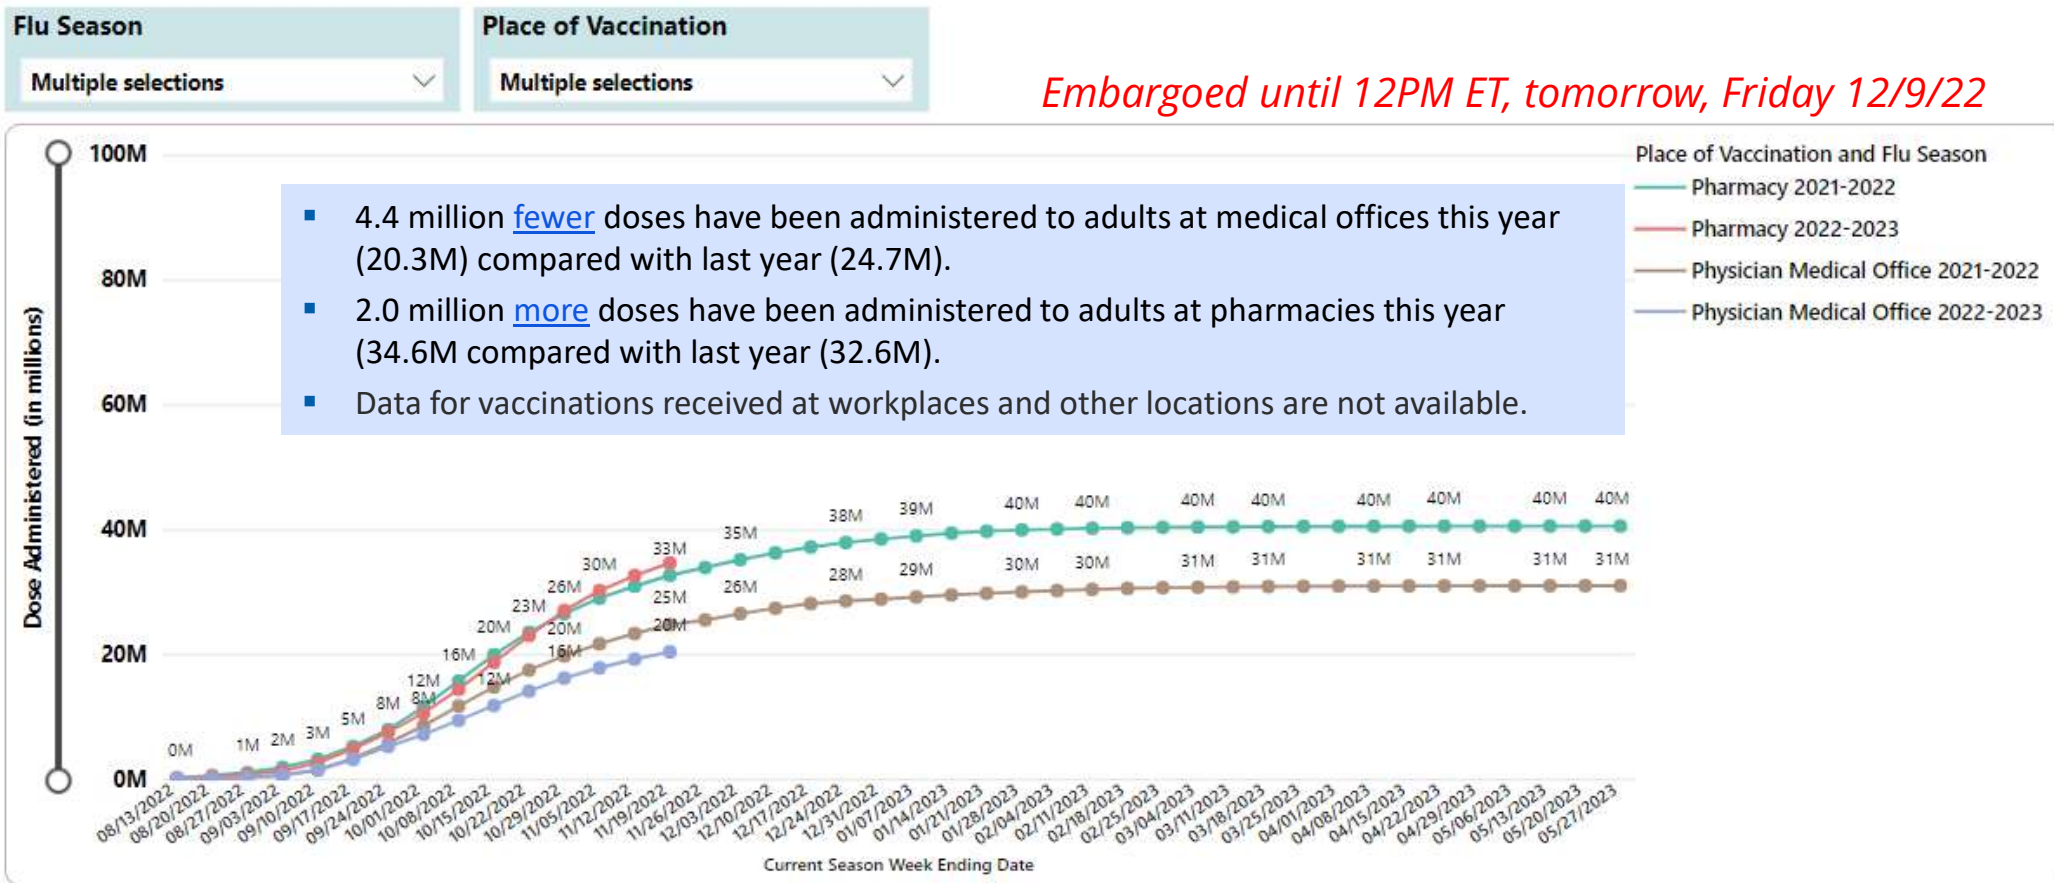 Flu Season
Place of Vaccination
Multiple selections
Multiple selections
Embargoed until 12PM ET, tomorrow, Friday 12/9/22
Place of Vaccination and Flu Season
Pharmacy 2021-2022
Pharmacy 2022-2023
Physician Medical Office 2021-2022
Physician Medical Office 2022-2023
▪ 4.4 million fewer doses have been administered to adults at medical offices this year
(20.3M) compared with last year (24.7M).
▪ 2.0 million more doses have been administered to adults at pharmacies this year
(34.6M compared with last year (32.6M).
▪ Data for vaccinations received at workplaces and other locations are not available.
Dose Administered (in millions)
100M
80M
60M
40M
20M
0M
0M 1M 2M 3M 5M 8M 12M 16M 20M 23M 26M 30M 33M 35M 38M 39M 40M 40M 40M 40M 40M 40M 40M 40M
8M 12M 20M 25M 26M 28M 29M 30M 30M 31M 31M 31M 31M 31M 31M
16M 20M
08/13/2022
08/20/2022
08/27/2022
09/03/2022
09/10/2022
09/17/2022
09/24/2022
10/01/2022
10/08/2022
10/15/2022
10/22/2022
10/29/2022
11/05/2022
11/12/2022
11/19/2022
11/26/2022
12/03/2022
12/10/2022
12/17/2022
12/24/2022
12/31/2022
01/07/2023
01/14/2023
01/21/2023
01/28/2023
02/04/2023
02/11/2023
02/18/2023
02/25/2023
03/04/2023
03/11/2023
03/18/2023
03/25/2023
04/01/2023
04/08/2023
04/15/2023
04/22/2023
04/29/2023
05/06/2023
05/13/2023
05/20/2023
05/27/2023
Current Season Week Ending Date